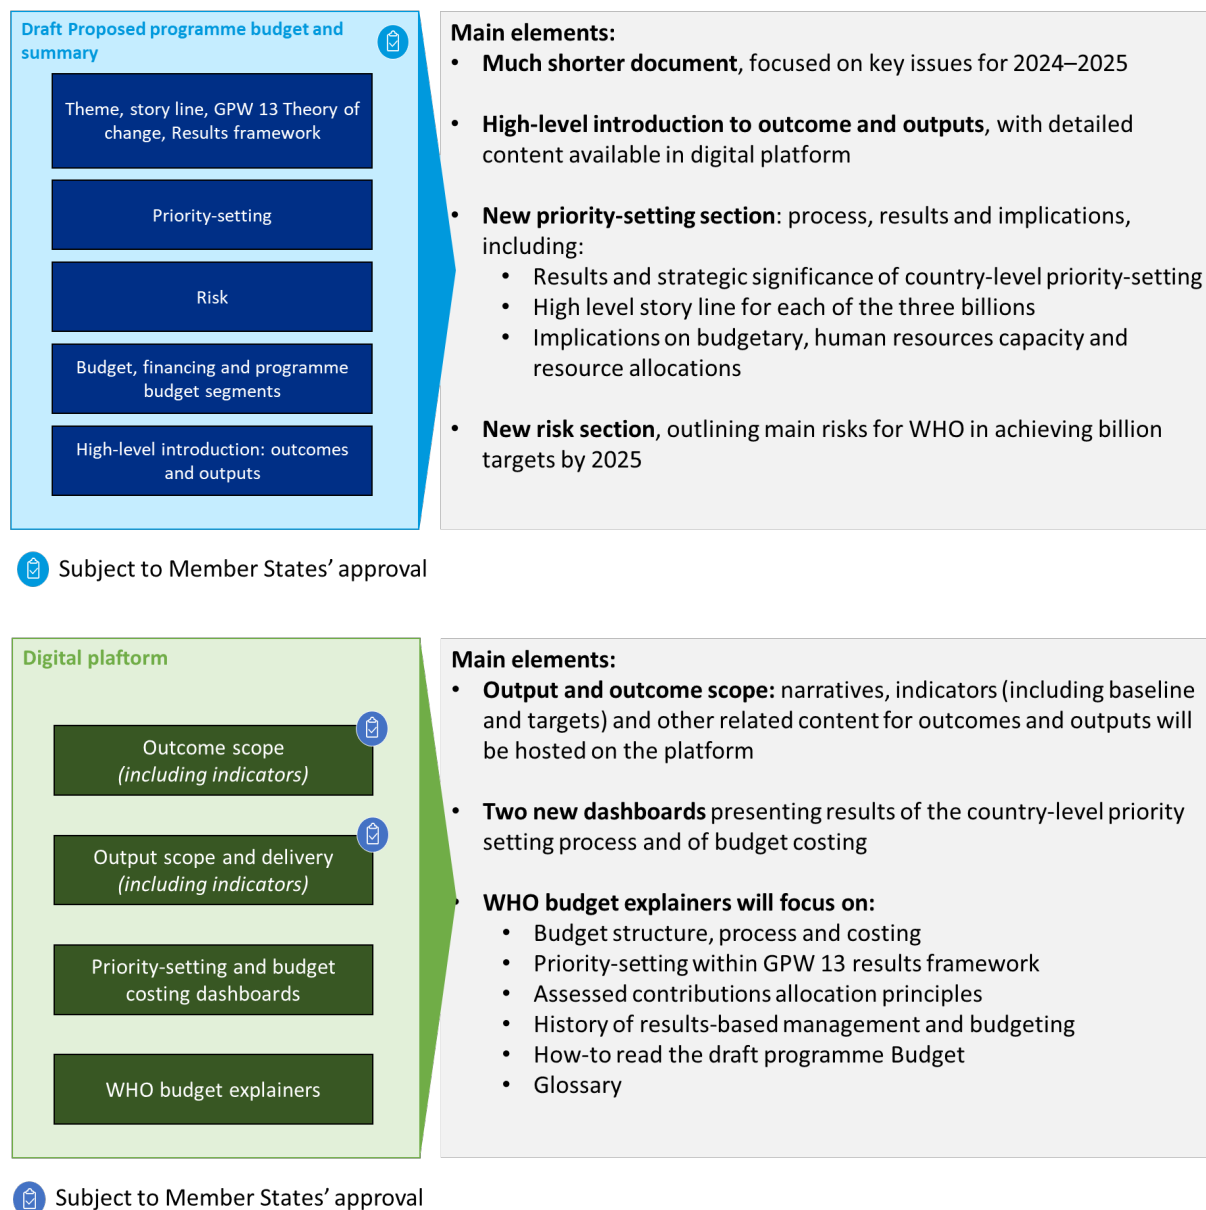 Draft Proposed programme budget and
summary
Theme, story line, GPW 13 Theory of
change, Results framework
Priority-setting
Risk
Budget, financing and programme
budget segments
High-level introduction: outcomes
and outputs
Main elements:
• Much shorter document, focused on key issues for 2024–2025
• High-level introduction to outcome and outputs, with detailed
content available in digital platform
• New priority-setting section: process, results and implications,
including:
• Results and strategic significance of country-level priority-setting
• High level story line for each of the three billions
• Implications on budgetary, human resources capacity and
resource allocations
• New risk section, outlining main risks for WHO in achieving billion
targets by 2025
Subject to Member States’ approval
Digital plaftorm
Outcome scope
(including indicators)
Output scope and delivery
(including indicators)
Priority-setting and budget
costing dashboards
WHO budget explainers
Main elements:
• Output and outcome scope: narratives, indicators (including baseline
and targets) and other related content for outcomes and outputs will
be hosted on the platform
• Two new dashboards presenting results of the country-level priority
setting process and of budget costing
• WHO budget explainers will focus on:
• Budget structure, process and costing
• Priority-setting within GPW 13 results framework
• Assessed contributions allocation principles
• History of results-based management and budgeting
• How-to read the draft programme Budget
• Glossary
Subject to Member States’ approval